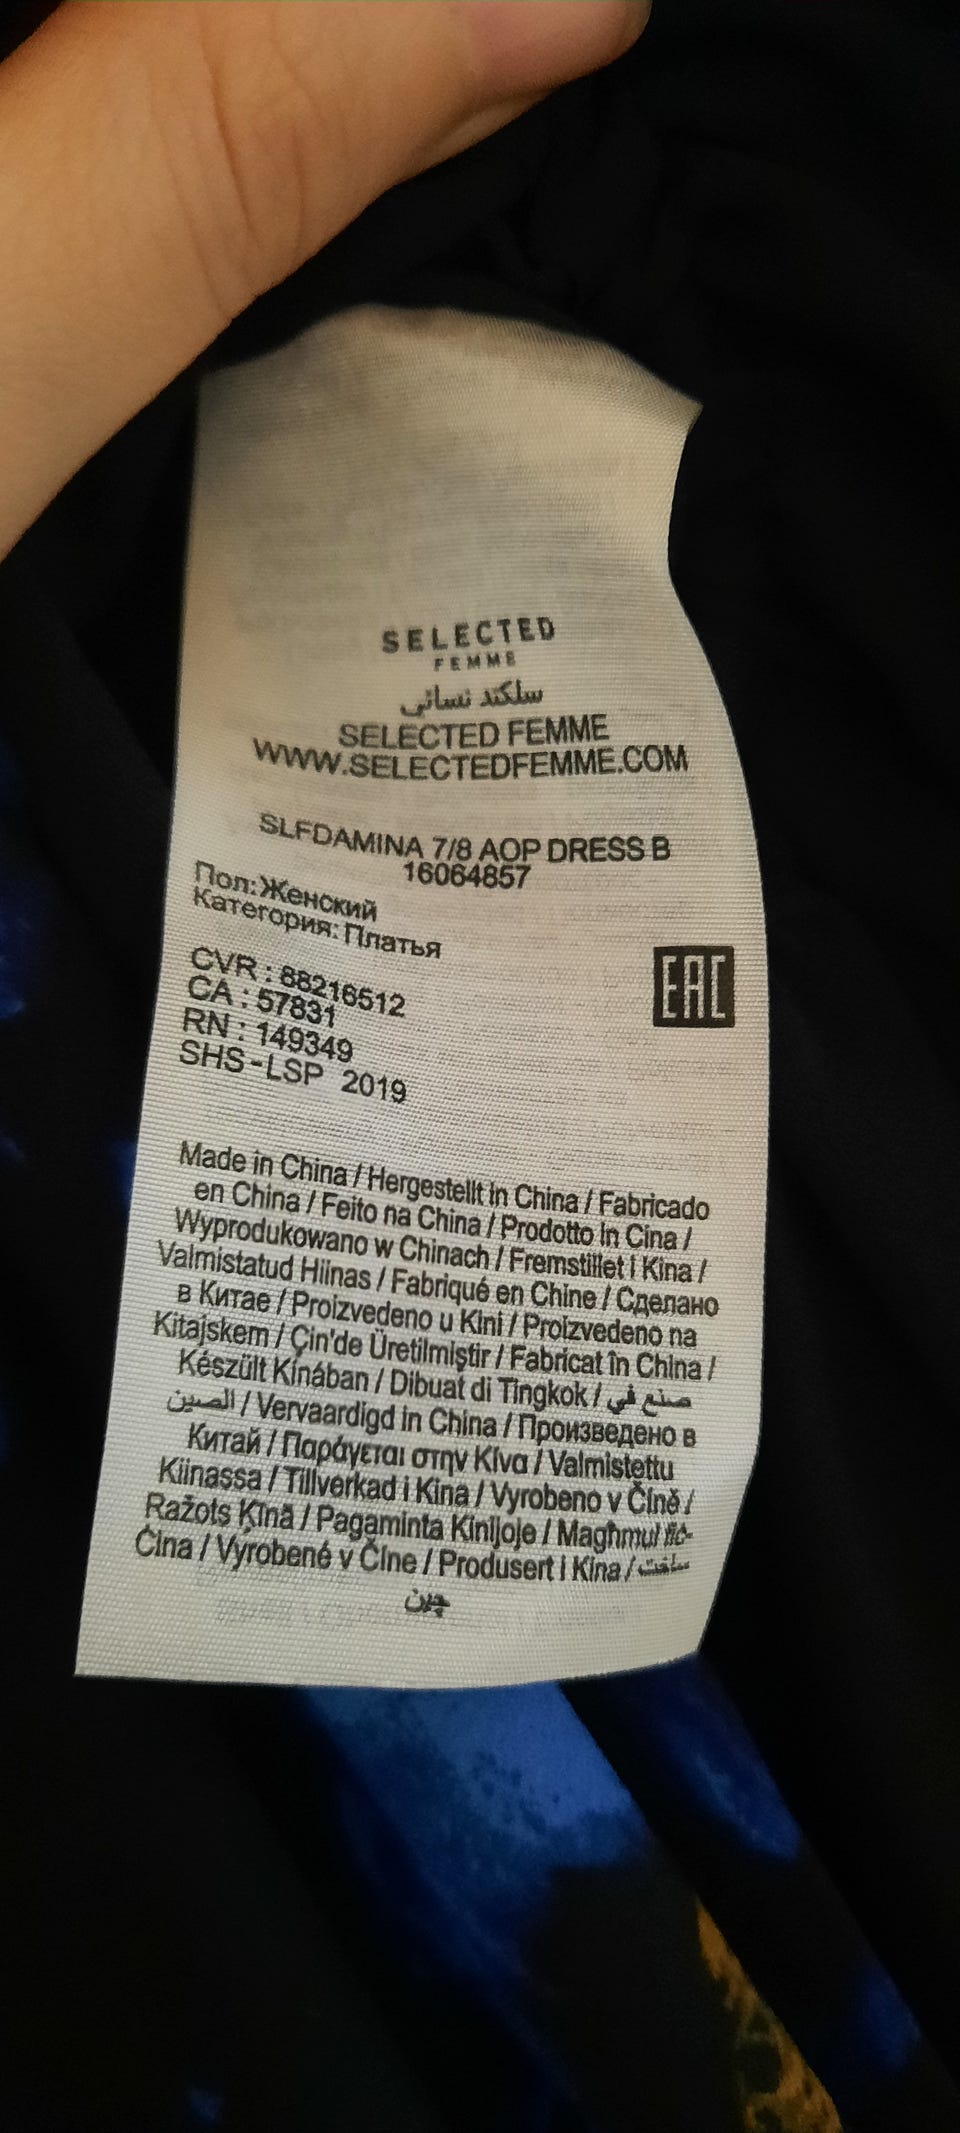 SELECTED
FEMME
سلكتد نسائي
SELECTED FEMME
WWW.SELECTEDFEMME.COM
SLFDAMINA 7/8 AOP DRESS B
16064857
Пол: Женский
Категория: Платья
EAC
CVR : 88216512
CA : 57831
RN : 149349
SHS-LSP 2019
Made in China / Hergestellt in China / Fabricado
en China / Feito na China / Prodotto in Cina /
Wyprodukowano w Chinach / Fremstillet i Kina /
Valmistatud Hiinas / Fabriqué en Chine / Сделано
в Китае / Proizvedeno u Kini / Proizvedeno na
Kitajskem / Çin'de Üretilmiştir / Fabricat în China /
Készült Kínában / Dibuat di Tingkok / صنع في
الصين / Vervaardigd in China / Произведено в
Китай / Παράγεται στην Κίνα / Valmistettu
Kiinassa / Tillverkad i Kina / Vyrobeno v Číně /
Ražots Ķīnā / Pagaminta Kinijoje / Magħmul fiċ-
Ċina / Vyrobené v Číne / Produsert i Kina / ساخت
چین